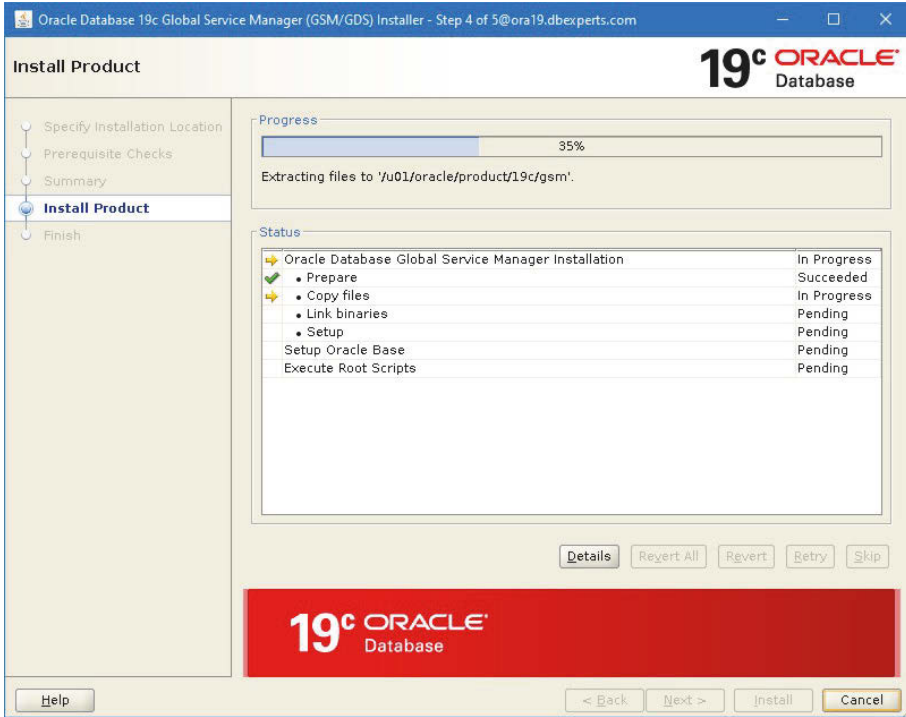 Oracle Database 19c Global Service Manager (GSM/GDS) Installer - Step 4 of 5@ora19.dbexperts.com
Install Product
19c ORACLE
Database
Specify Installation Location
Prerequisite Checks
Summary
Install Product
Finish
Progress
35%
Extracting files to '/u01/oracle/product/19c/gsm'.
Status
Oracle Database Global Service Manager Installation In Progress
• Prepare Succeeded
• Copy files In Progress
• Link binaries Pending
• Setup Pending
Setup Oracle Base Pending
Execute Root Scripts Pending
Details Revert All Revert Retry Skip
19c ORACLE
Database
Help < Back Next > Install Cancel